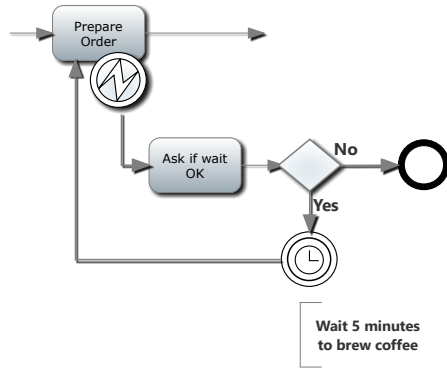 Prepare
Order
Ask if wait
OK
No
Yes
Wait 5 minutes
to brew coffee